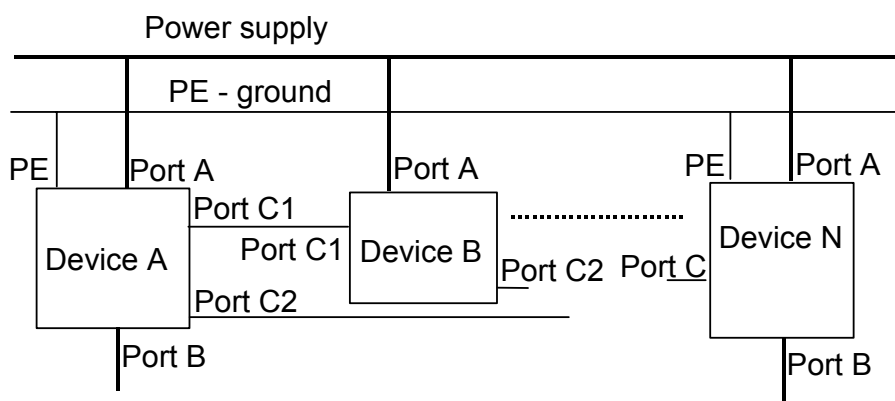 Power supply
PE - ground
PE
Port A
Port A
PE
Port A
Port C1
Device A
Port C1
Device B
Port C2
Port C
Device N
Port C2
Port B
Port B